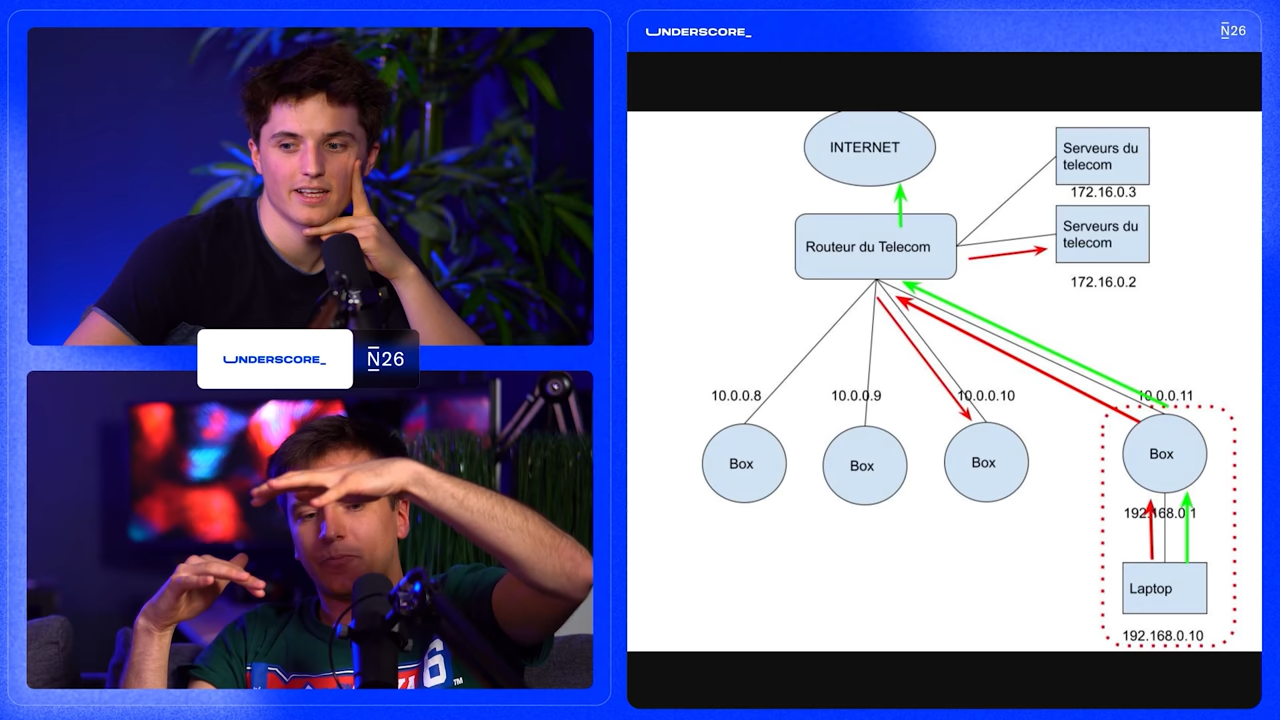 UNDERSCORE_
N26
INTERNET
Serveurs du
telecom
172.16.0.3
Routeur du Telecom
Serveurs du
telecom
172.16.0.2
UNDERSCORE_
N26
10.0.0.8
10.0.0.9
10.0.0.10
10.0.0.11
Box
Box
Box
Box
192.168.0.1
Laptop
192.168.0.10
6
TM